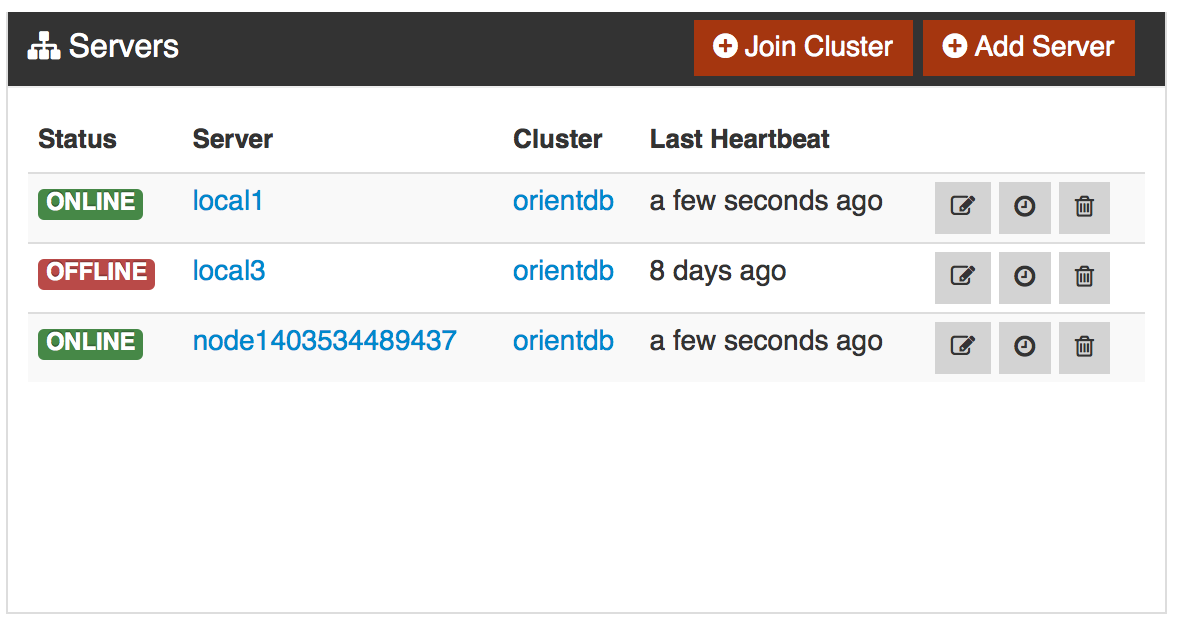 Servers Join Cluster Add Server
Status Server Cluster Last Heartbeat
ONLINE local1 orientdb a few seconds ago
OFFLINE local3 orientdb 8 days ago
ONLINE node1403534489437 orientdb a few seconds ago